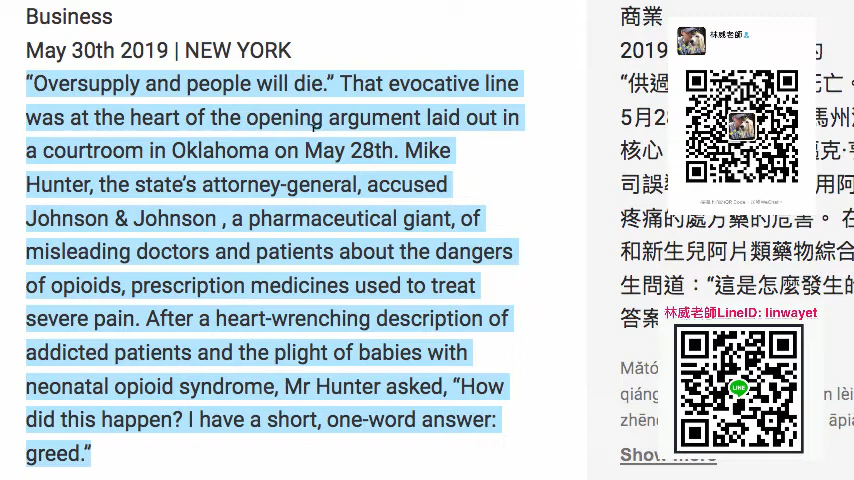 Business
May 30th 2019 | NEW YORK
“Oversupply and people will die.” That evocative line
was at the heart of the opening argument laid out in
a courtroom in Oklahoma on May 28th. Mike
Hunter, the state’s attorney-general, accused
Johnson & Johnson , a pharmaceutical giant, of
misleading doctors and patients about the dangers
of opioids, prescription medicines used to treat
severe pain. After a heart-wrenching description of
addicted patients and the plight of babies with
neonatal opioid syndrome, Mr Hunter asked, “How
did this happen? I have a short, one-word answer:
greed.”
商業
2019
“供過
5月2
核心
司誤
疼痛的處方藥的危害。 在
和新生兒阿片類藥物綜合
生問道：“這是怎麼發生的
答案
林威老師
林威老師LineID: linwayet
LINE
Mǎtó
qiáng
n lèi
zhēn
āpià
Show more